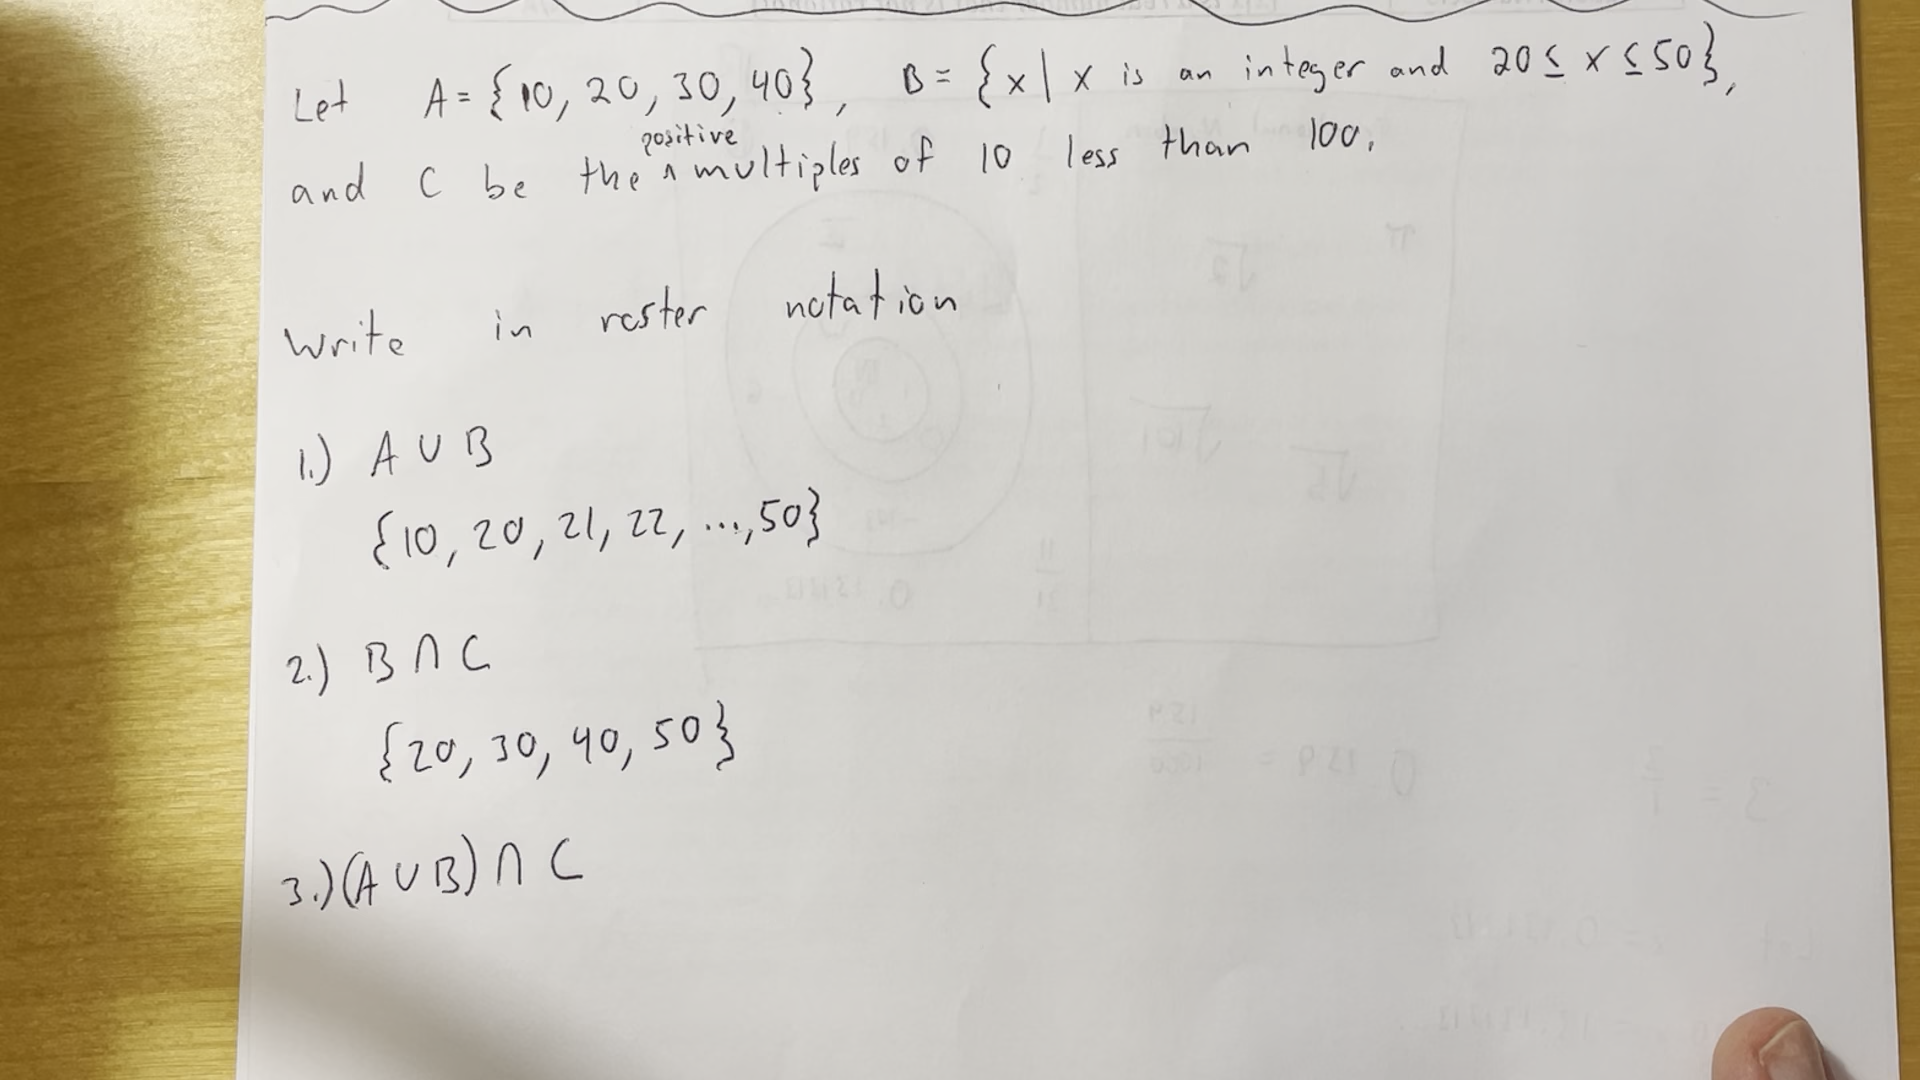 Let A = {10, 20, 30, 40}, B = {x | x is an integer and 20 ≤ x ≤ 50},
and C be the ^ positive multiples of 10 less than 100.
Write in roster notation
1.) A ∪ B
{10, 20, 21, 22, ..., 50}
2.) B ∩ C
{20, 30, 40, 50}
3.) (A ∪ B) ∩ C